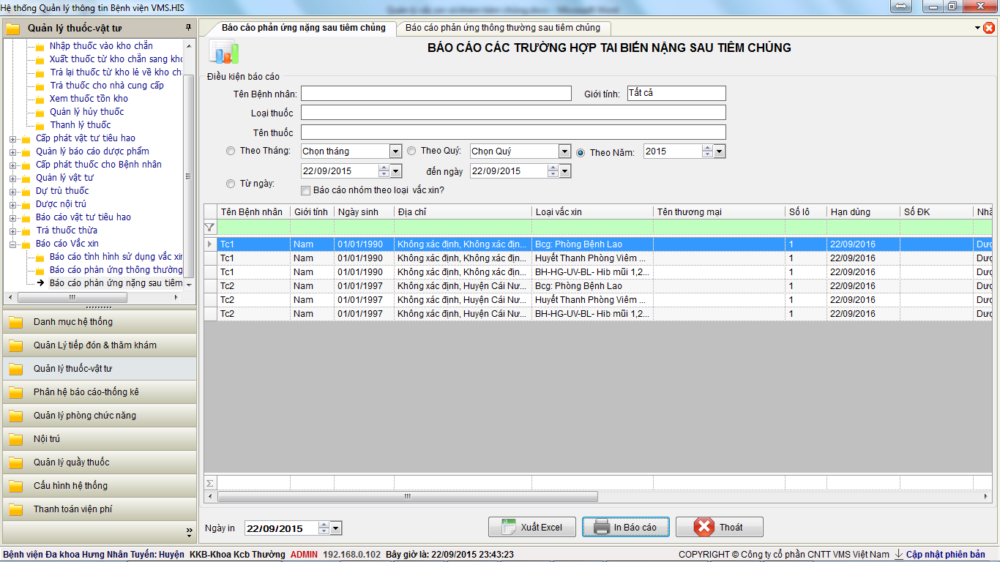 Hệ thống Quản lý thông tin Bệnh viện VMS.HIS
Quản lý thuốc-vật tư
Nhập thuốc vào kho chẵn
Xuất thuốc từ kho chẵn sang kho
Trả lại thuốc từ kho lẻ về kho ch
Trả thuốc cho nhà cung cấp
Xem thuốc tồn kho
Quản lý hủy thuốc
Thanh lý thuốc
Cấp phát vật tư tiêu hao
Quản lý báo cáo dược phẩm
Cấp phát thuốc cho Bệnh nhân
Quản lý vật tư
Dự trù thuốc
Dược nội trú
Báo cáo vật tư tiêu hao
Trả thuốc thừa
Báo cáo Vắc xin
Báo cáo tình hình sử dụng vắc xin
Báo cáo phản ứng thông thường
Báo cáo phản ứng nặng sau tiêm
Danh mục hệ thống
Quản Lý tiếp đón & thăm khám
Quản lý thuốc-vật tư
Phân hệ báo cáo-thống kê
Quản lý phòng chức năng
Nội trú
Quản lý quầy thuốc
Cấu hình hệ thống
Thanh toán viện phí
Báo cáo phản ứng nặng sau tiêm chủng Báo cáo phản ứng thông thường sau tiêm chủng
BÁO CÁO CÁC TRƯỜNG HỢP TAI BIẾN NẶNG SAU TIÊM CHỦNG
Điều kiện báo cáo
Tên Bệnh nhân: Giới tính: Tất cả
Loại thuốc
Tên thuốc
Theo Tháng: Chọn tháng Theo Quý: Chọn Quý Theo Năm: 2015
22/09/2015 đến ngày 22/09/2015
Từ ngày:
Báo cáo nhóm theo loại vắc xin?
Tên Bệnh nhân Giới tính Ngày sinh Địa chỉ Loại vắc xin Tên thương mại Số lô Hạn dùng Số ĐK Nhà
Tc1 Nam 01/01/1990 Không xác định, Không xác địn... Bcg: Phòng Bệnh Lao 1 22/09/2016 Dượ
Tc1 Nam 01/01/1990 Không xác định, Không xác địn... Huyết Thanh Phòng Viêm ... 1 22/09/2016 Dượ
Tc1 Nam 01/01/1990 Không xác định, Không xác địn... BH-HG-UV-BL- Hib mũi 1,2... 1 22/09/2016 Dượ
Tc2 Nam 01/01/1997 Không xác định, Huyện Cái Nư... Bcg: Phòng Bệnh Lao 1 22/09/2016 Dượ
Tc2 Nam 01/01/1997 Không xác định, Huyện Cái Nư... Huyết Thanh Phòng Viêm ... 1 22/09/2016 Dượ
Tc2 Nam 01/01/1997 Không xác định, Huyện Cái Nư... BH-HG-UV-BL- Hib mũi 1,2... 1 22/09/2016 Dượ
Ngày in 22/09/2015 Xuất Excel In Báo cáo Thoát
Bệnh viện Đa khoa Hưng Nhân Tuyến: Huyện KKB-Khoa Kcb Thường ADMIN 192.168.0.102 Bây giờ là: 22/09/2015 23:43:23 COPYRIGHT © Công ty cổ phần CNTT VMS Việt Nam Cập nhật phiên bản